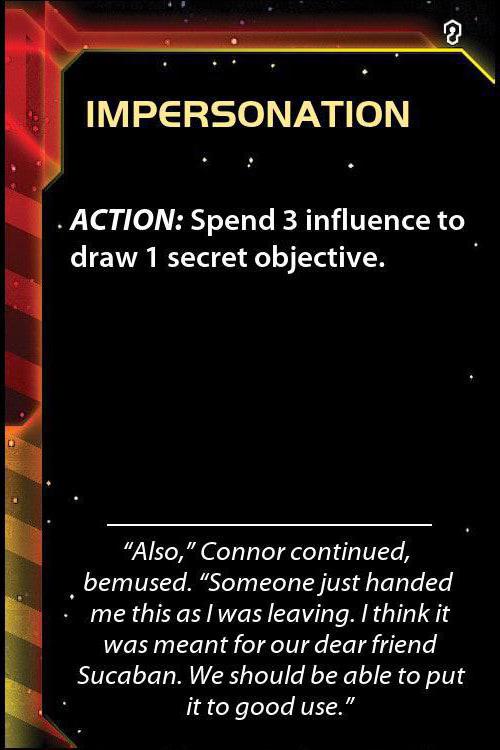 IMPERSONATION
ACTION: Spend 3 influence to
draw 1 secret objective.
“Also,” Connor continued,
bemused. “Someone just handed
me this as I was leaving. I think it
was meant for our dear friend
Sucaban. We should be able to put
it to good use.”